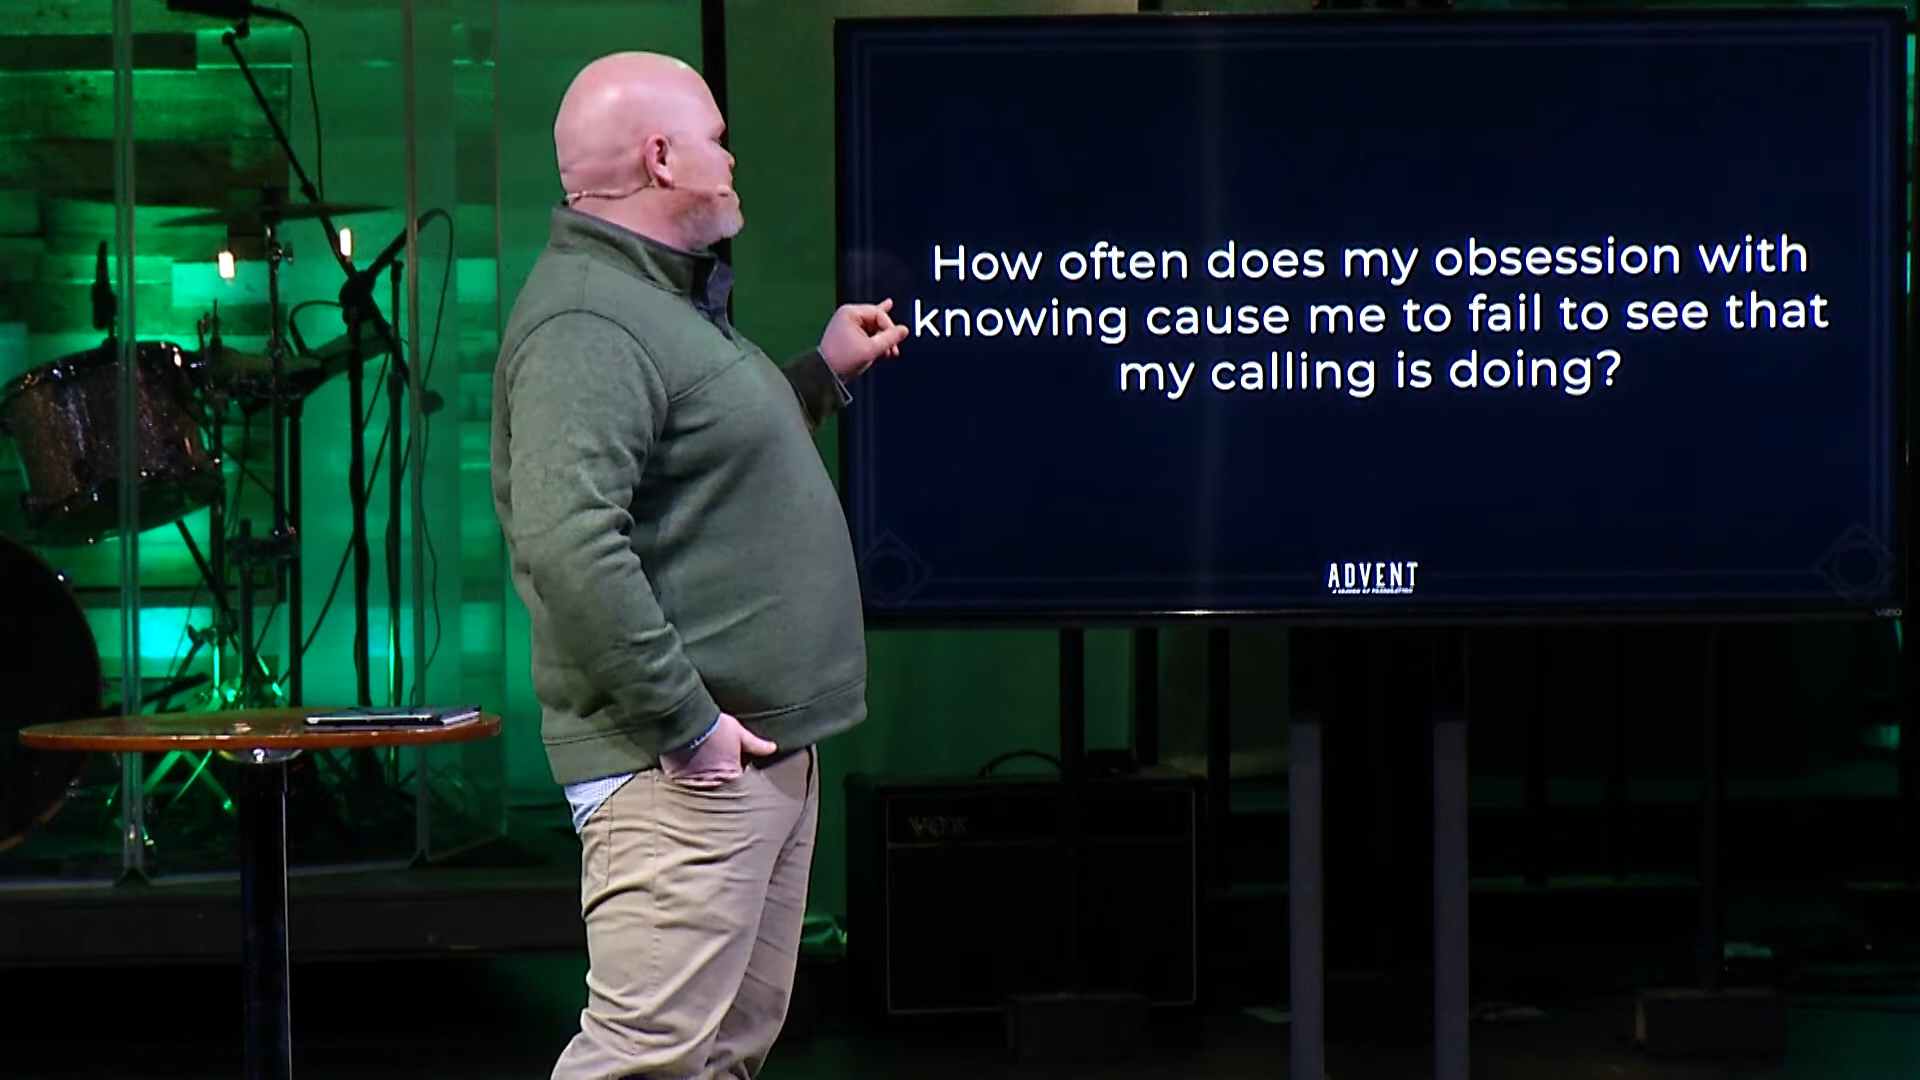 How often does my obsession with
knowing cause me to fail to see that
my calling is doing?
ADVENT
VIZIO
VOX